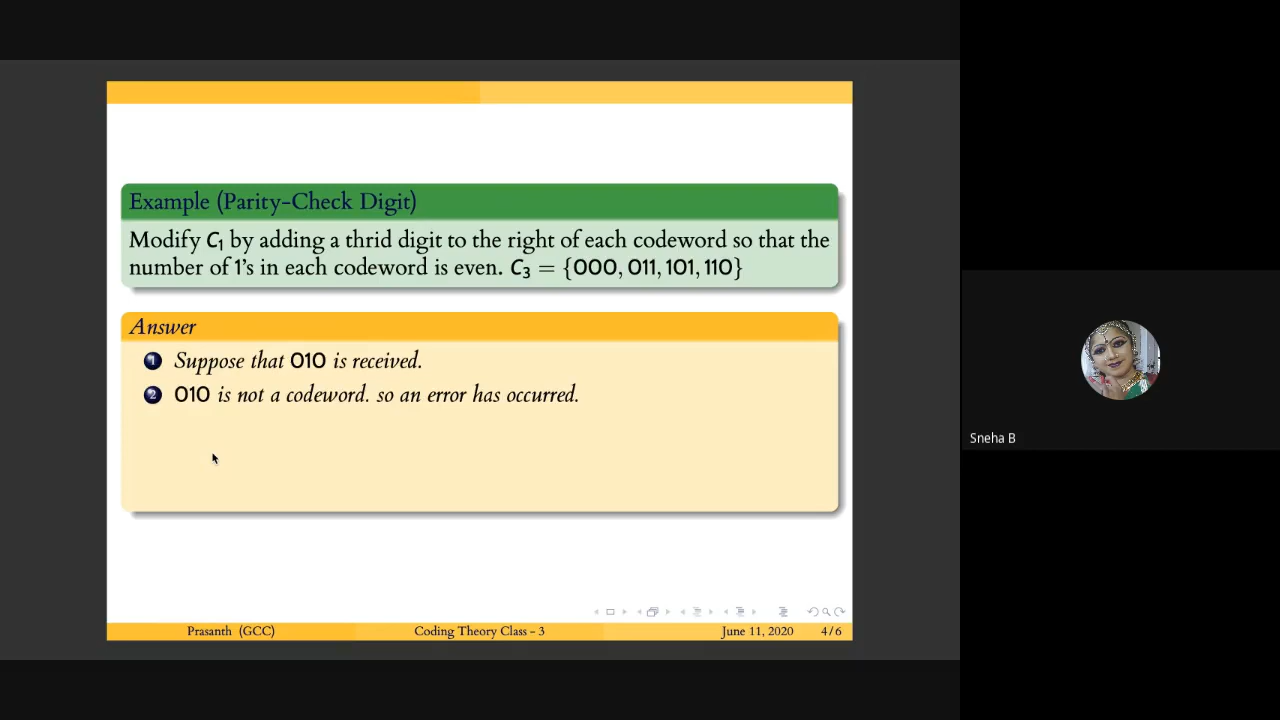 Example (Parity-Check Digit)
Modify C₁ by adding a thrid digit to the right of each codeword so that the
number of 1's in each codeword is even. C₃ = {000, 011, 101, 110}
Answer
1 Suppose that 010 is received.
2 010 is not a codeword. so an error has occurred.
Sneha B
Prasanth (GCC) Coding Theory Class - 3 June 11, 2020 4/6